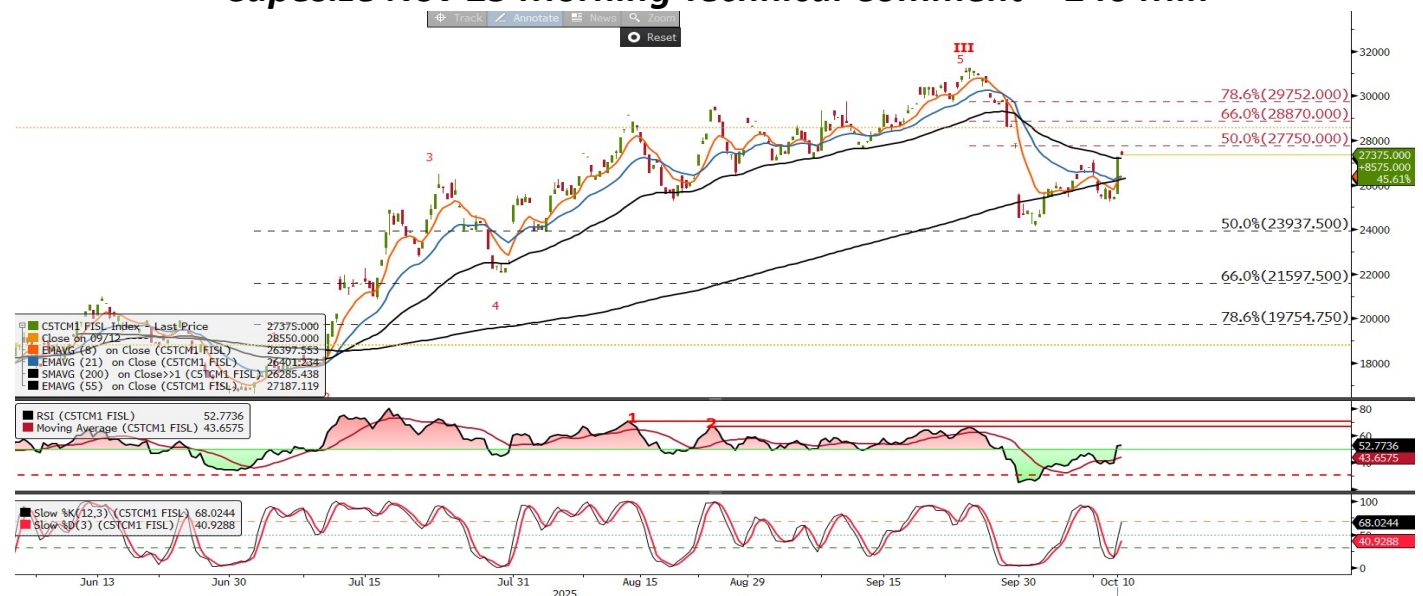 Track Annotate News Zoom
Reset
III
5
3
4
78.6%(29752.000)
66.0%(28870.000)
50.0%(27750.000)
50.0%(23937.500)
66.0%(21597.500)
78.6%(19754.750)
32000
30000
28000
27375.000
+8575.000
45.61%
26000
24000
22000
20000
18000
C5TCM1 FISL Index - Last Price 27375.000
Close on 09/12 ---- 28550.000
EMAVG (8) on Close (C5TCM1 FISL) 26397.553
EMAVG (21) on Close (C5TCM1 FISL) 26401.234
SMAVG (200) on Close>>1 (C5TCM1 FISL) 26285.438
EMAVG (55) on Close (C5TCM1 FISL) 27187.119
RSI (C5TCM1 FISL) 52.7736
Moving Average (C5TCM1 FISL) 43.6575
1
2
80
60
52.7736
43.6575
Slow %K(12,3) (C5TCM1 FISL) 68.0244
Slow %D(3) (C5TCM1 FISL) 40.9288
100
68.0244
40.9288
0
Jun 13 Jun 30 Jul 15 Jul 31 Aug 15 Aug 29 Sep 15 Sep 30 Oct 10
2025